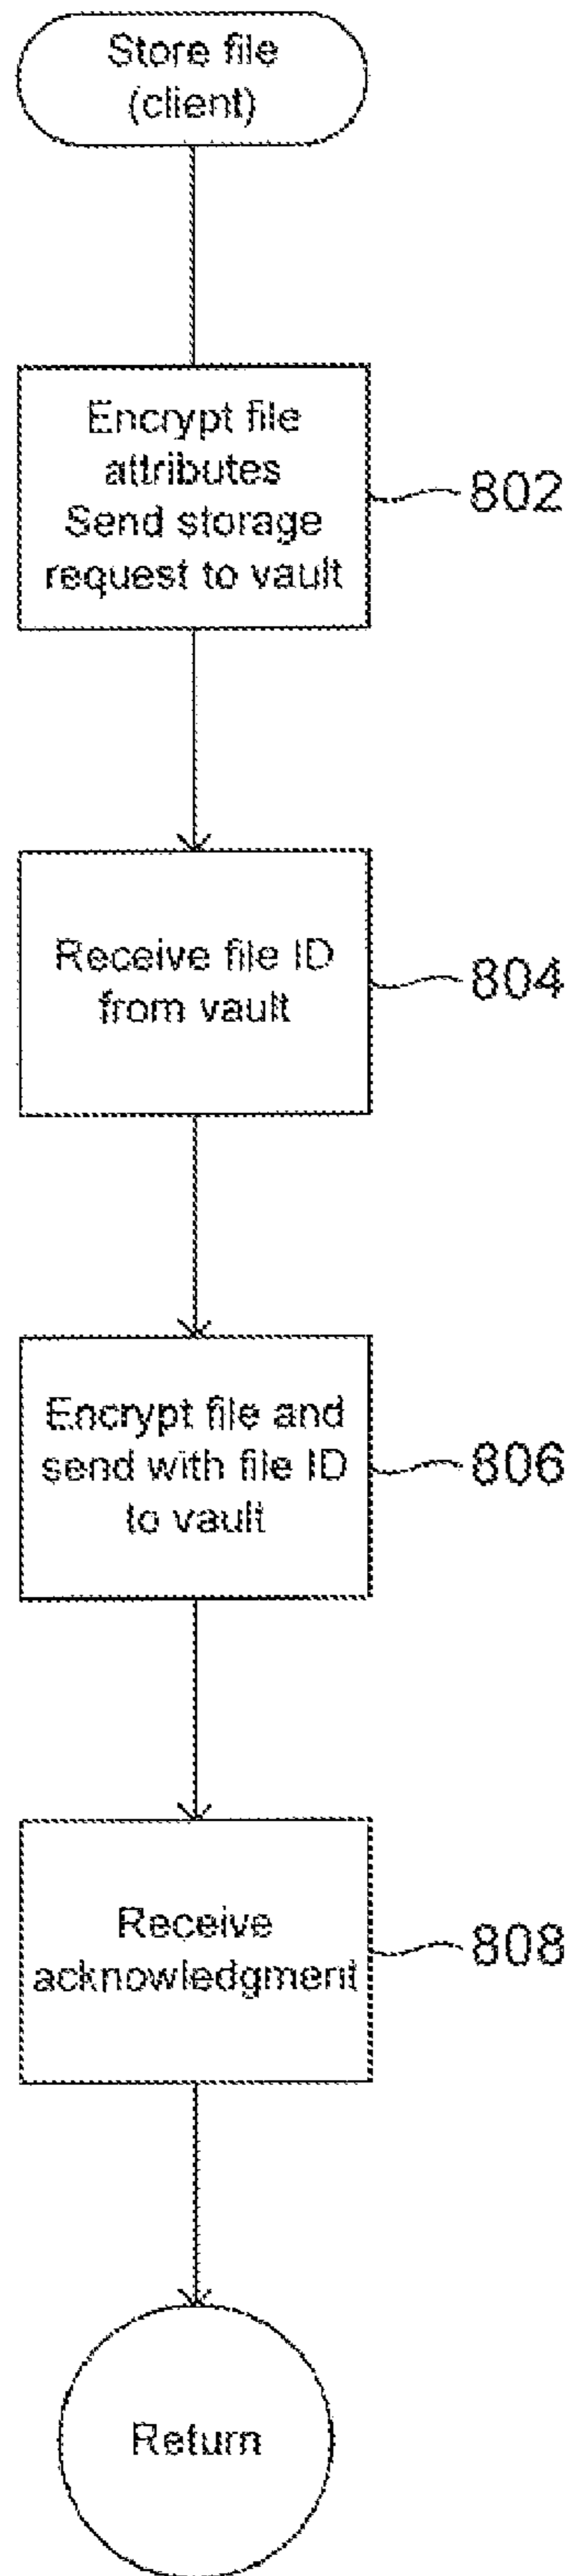 Store file
(client)
Encrypt file
attributes
Send storage
request to vault
802
Receive file ID
from vault
804
Encrypt file and
send with file ID
to vault
806
Receive
acknowledgment
808
Return